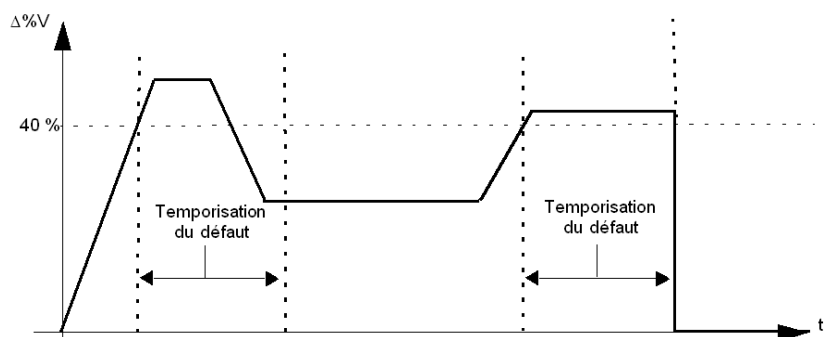 Δ%V
40 %
Temporisation
du défaut
Temporisation
du défaut
t